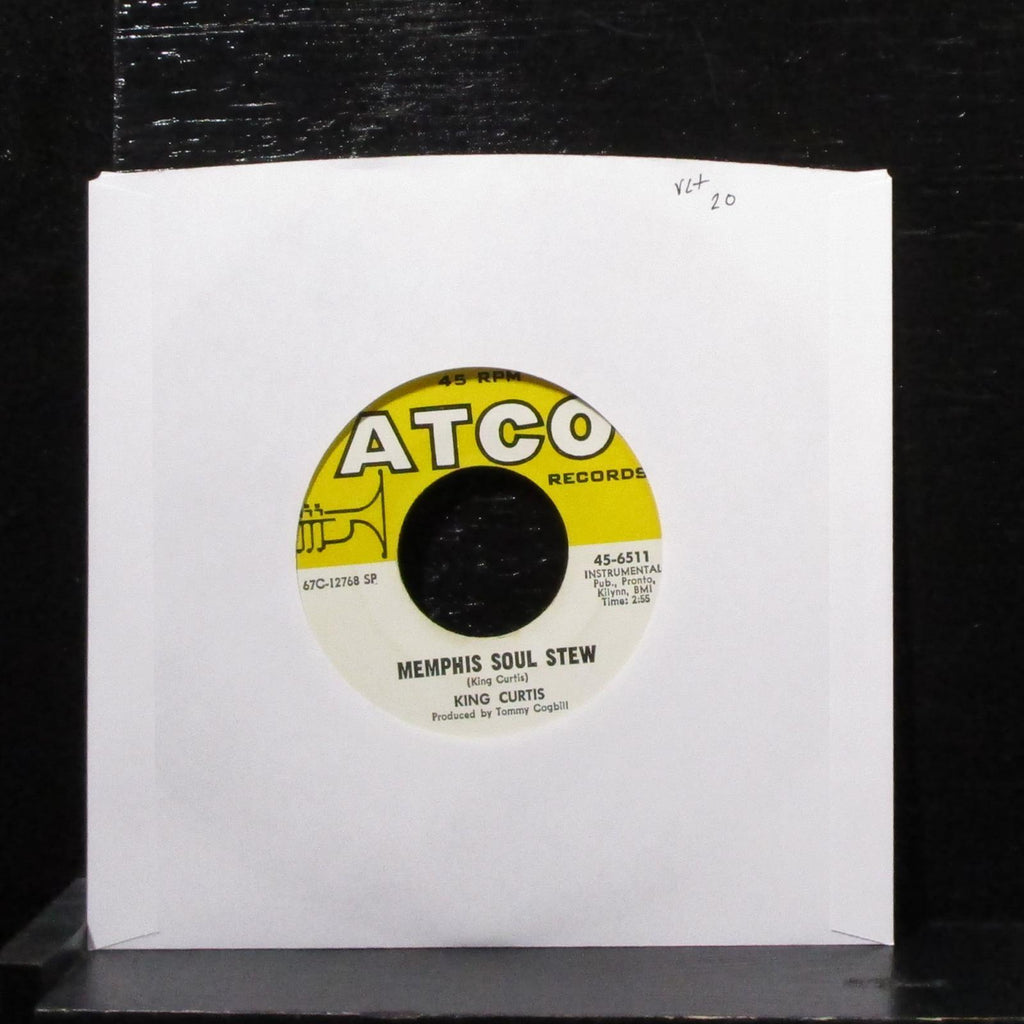 VG+
20
45 RPM
ATCO
RECORDS
67C-12768 SP
45-6511
INSTRUMENTAL
Pub., Pronto,
Kilynn, BMI
Time: 2:55
MEMPHIS SOUL STEW
(King Curtis)
KING CURTIS
Produced by Tommy Cogbill